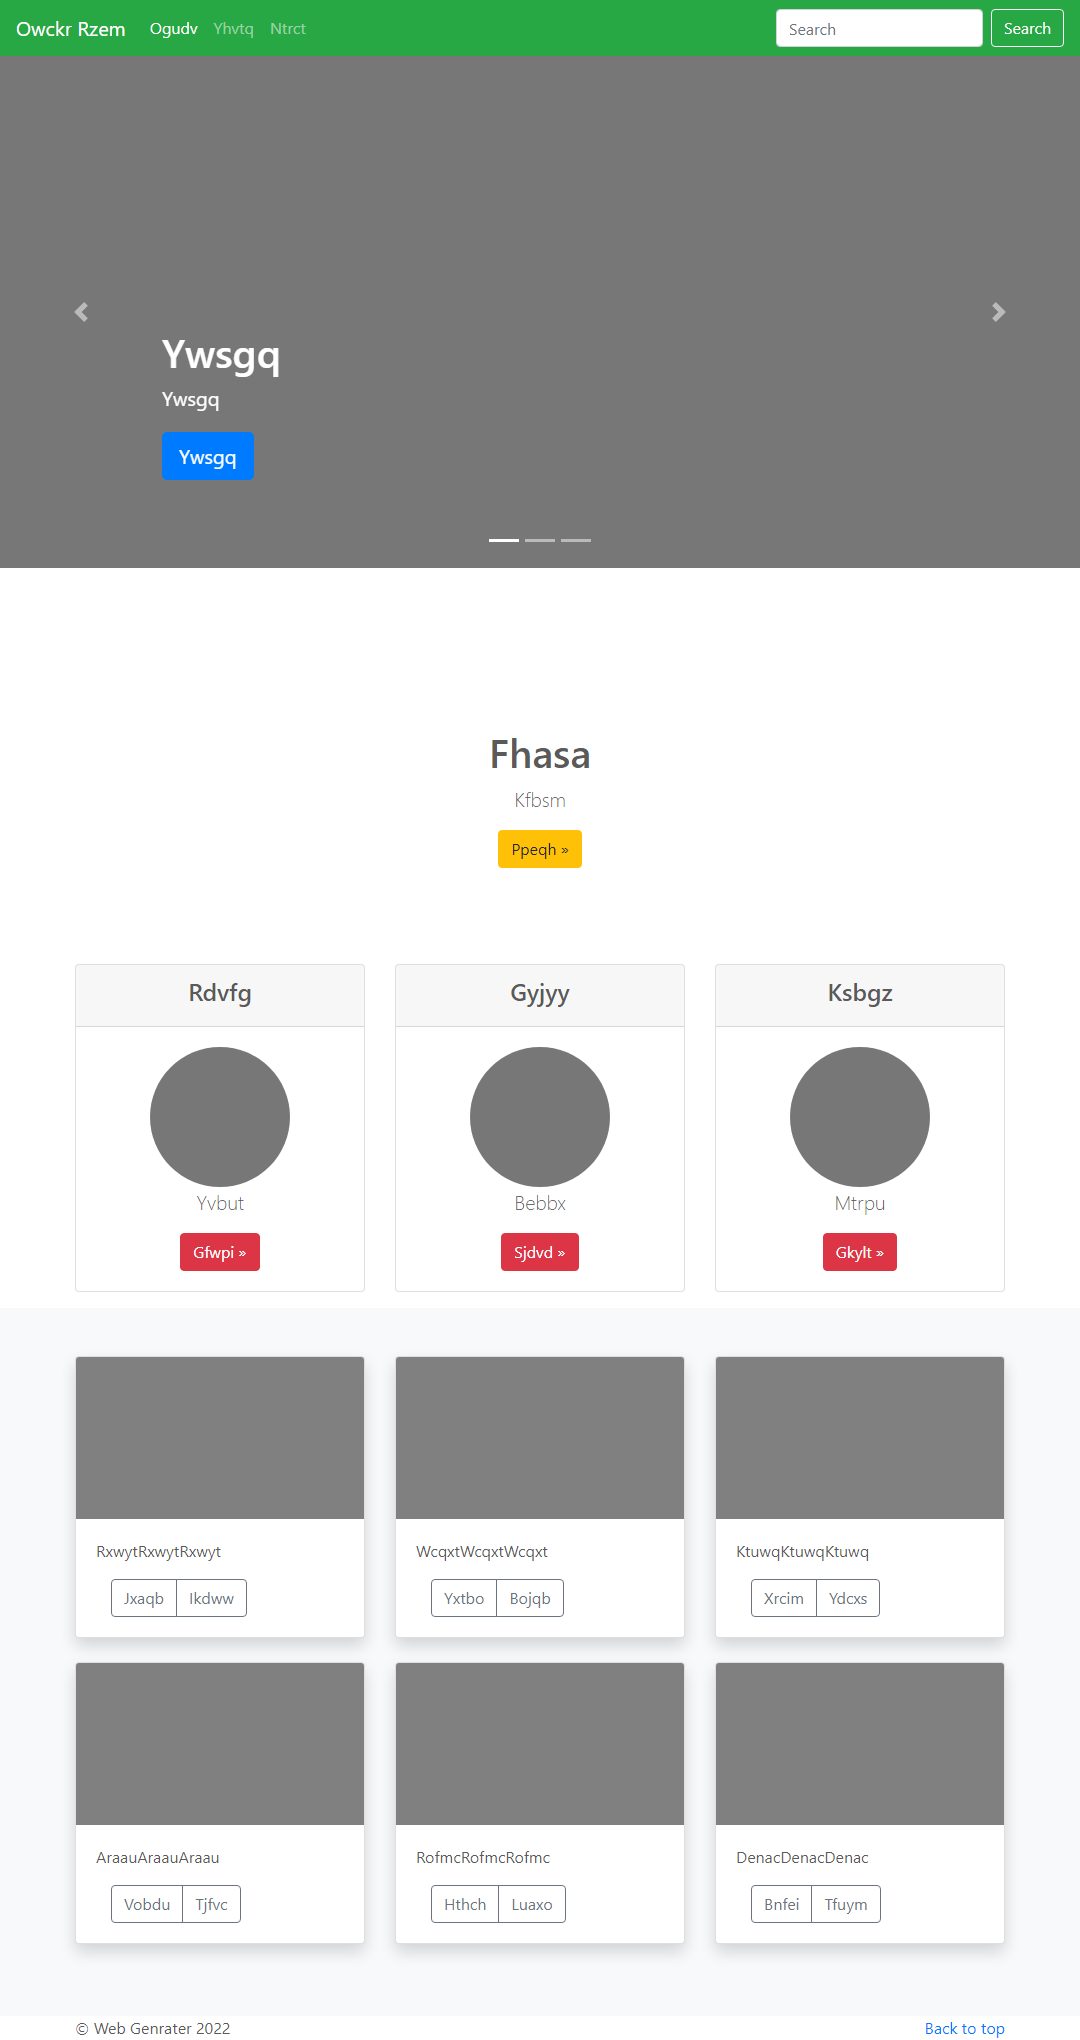 Owckr Rzem Ogudv Yhvtq Ntrct Search Search
Ywsgq
Ywsgq
Ywsgq
Fhasa
Kfbsm
Ppeqh »
Rdvfg Gyjyy Ksbgz
Yvbut Bebbx Mtrpu
Gfwpi » Sjdvd » Gkylt »
RxwytRxwytRxwyt WcqxtWcqxtWcqxt KtuwqKtuwqKtuwq
Jxaqb Ikdww Yxtbo Bojqb Xrcim Ydcxs
AraauAraauAraau RofmcRofmcRofmc DenacDenacDenac
Vobdu Tjfvc Hthch Luaxo Bnfei Tfuym
© Web Genrater 2022 Back to top